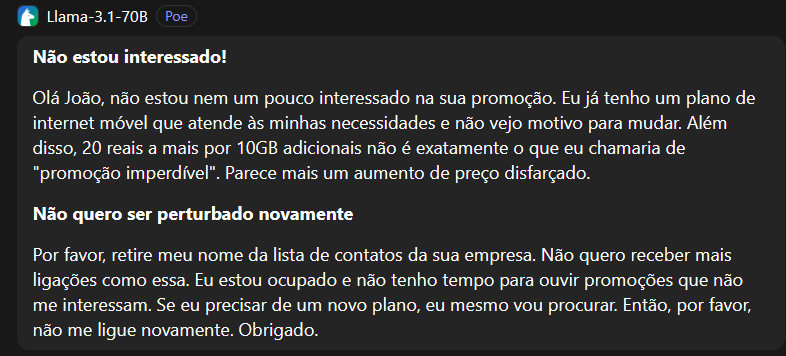 Llama-3.1-70B Poe
Não estou interessado!
Olá João, não estou nem um pouco interessado na sua promoção. Eu já tenho um plano de
internet móvel que atende às minhas necessidades e não vejo motivo para mudar. Além
disso, 20 reais a mais por 10GB adicionais não é exatamente o que eu chamaria de
"promoção imperdível". Parece mais um aumento de preço disfarçado.
Não quero ser perturbado novamente
Por favor, retire meu nome da lista de contatos da sua empresa. Não quero receber mais
ligações como essa. Eu estou ocupado e não tenho tempo para ouvir promoções que não
me interessam. Se eu precisar de um novo plano, eu mesmo vou procurar. Então, por favor,
não me ligue novamente. Obrigado.